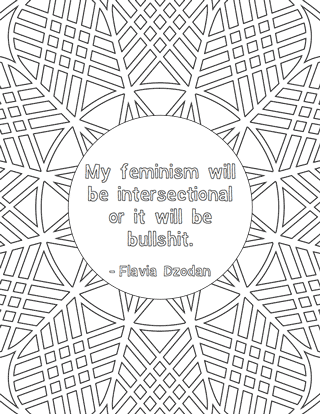 My feminism will
be intersectional
or it will be
bullshit.
- Flavia Dzodan